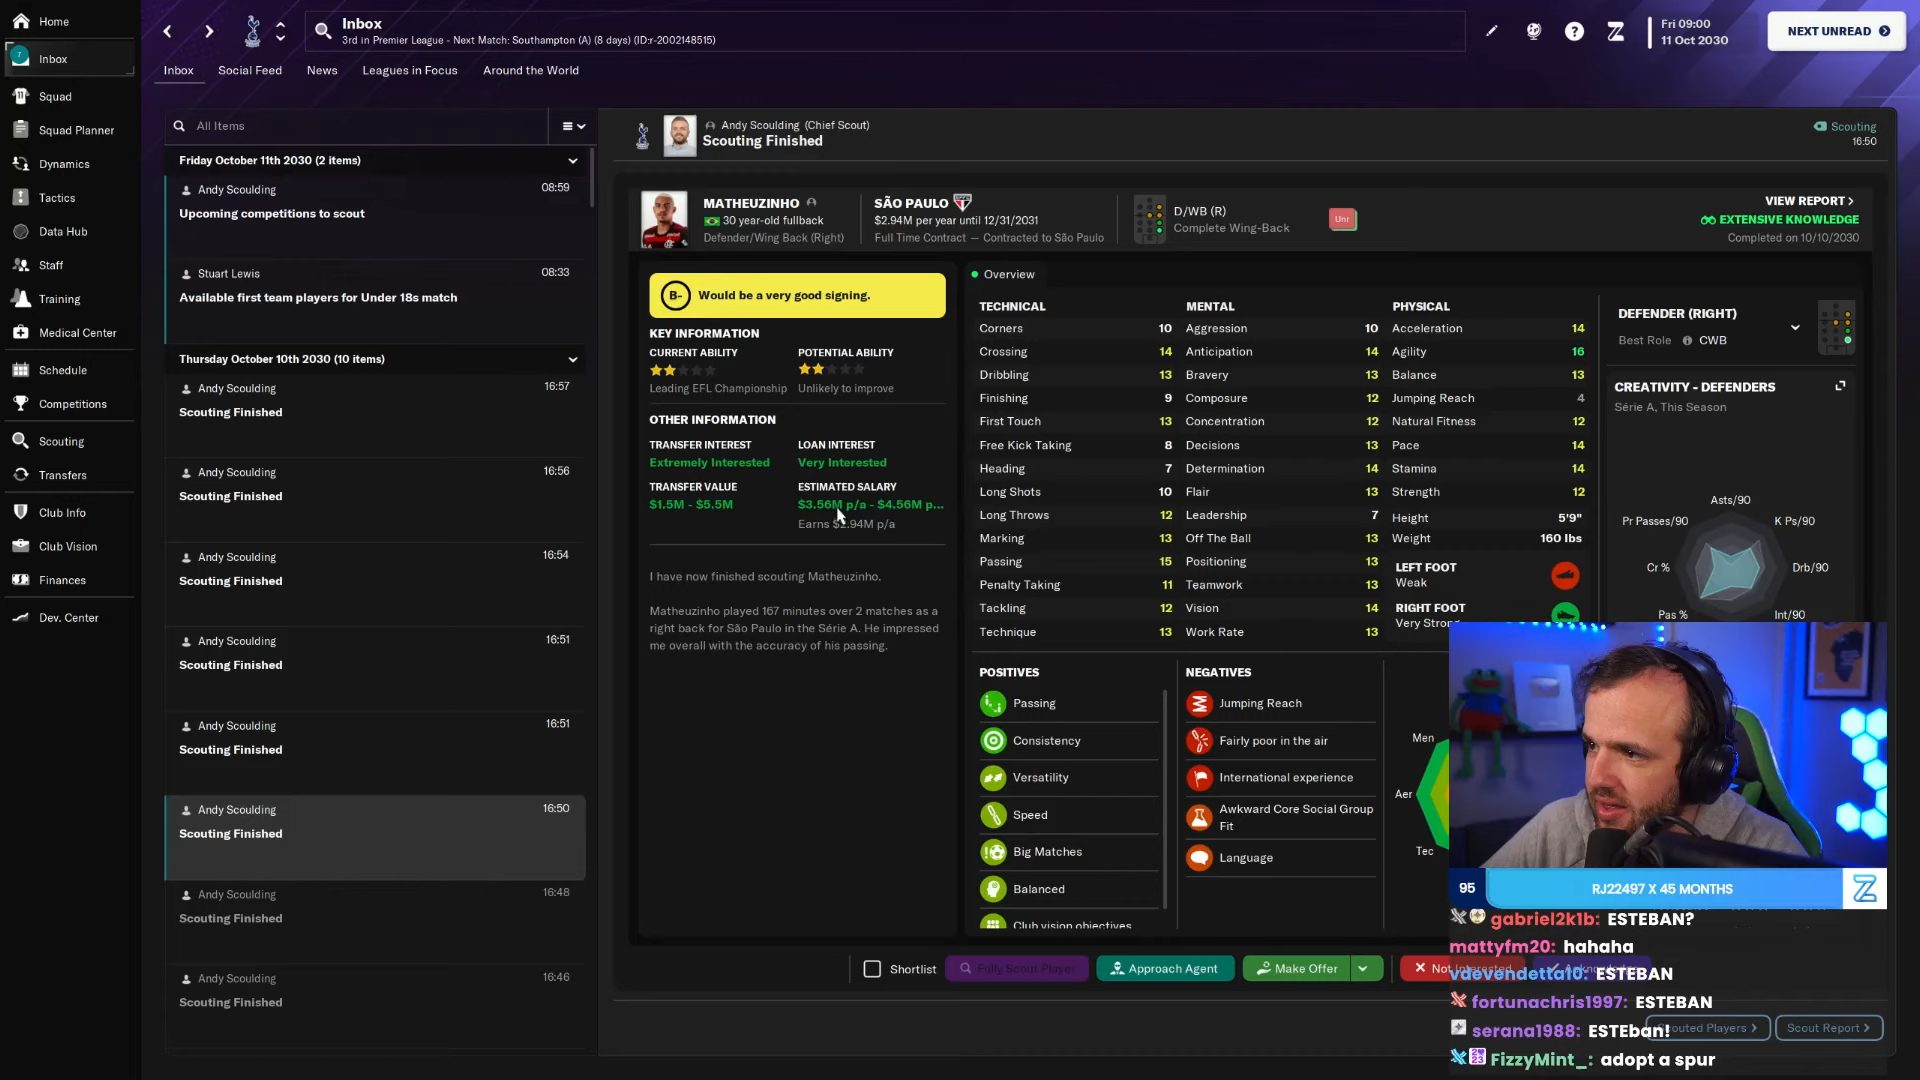 Home
7
Inbox
Squad
Squad Planner
Dynamics
Tactics
Data Hub
Staff
Training
Medical Center
Schedule
Competitions
Scouting
Transfers
Club Info
Club Vision
Finances
Dev. Center
Inbox
3rd in Premier League - Next Match: Southampton (A) (8 days) (ID:r-2002148515)
Fri 09:00
11 Oct 2030
NEXT UNREAD
Inbox
Social Feed
News
Leagues in Focus
Around the World
All Items
Friday October 11th 2030 (2 items)
Andy Scoulding 08:59
Upcoming competitions to scout
Stuart Lewis 08:33
Available first team players for Under 18s match
Thursday October 10th 2030 (10 items)
Andy Scoulding 16:57
Scouting Finished
Andy Scoulding 16:56
Scouting Finished
Andy Scoulding 16:54
Scouting Finished
Andy Scoulding 16:51
Scouting Finished
Andy Scoulding 16:51
Scouting Finished
Andy Scoulding 16:50
Scouting Finished
Andy Scoulding 16:48
Scouting Finished
Andy Scoulding 16:46
Scouting Finished
Andy Scoulding (Chief Scout)
Scouting Finished
Scouting
16:50
MATHEUZINHO
30 year-old fullback
Defender/Wing Back (Right)
SÃO PAULO
$2.94M per year until 12/31/2031
Full Time Contract — Contracted to São Paulo
D/WB (R)
Complete Wing-Back
Unr
VIEW REPORT >
EXTENSIVE KNOWLEDGE
Completed on 10/10/2030
B- Would be a very good signing.
KEY INFORMATION
CURRENT ABILITY
Leading EFL Championship
POTENTIAL ABILITY
Unlikely to improve
OTHER INFORMATION
TRANSFER INTEREST
Extremely Interested
LOAN INTEREST
Very Interested
TRANSFER VALUE
$1.5M - $5.5M
ESTIMATED SALARY
$3.56M p/a - $4.56M p...
Earns $2.94M p/a
I have now finished scouting Matheuzinho.
Matheuzinho played 167 minutes over 2 matches as a
right back for São Paulo in the Série A. He impressed
me overall with the accuracy of his passing.
Overview
TECHNICAL
Corners 10
Crossing 14
Dribbling 13
Finishing 9
First Touch 13
Free Kick Taking 8
Heading 7
Long Shots 10
Long Throws 12
Marking 13
Passing 15
Penalty Taking 11
Tackling 12
Technique 13
MENTAL
Aggression 10
Anticipation 14
Bravery 13
Composure 12
Concentration 12
Decisions 13
Determination 14
Flair 13
Leadership 7
Off The Ball 13
Positioning 13
Teamwork 13
Vision 14
Work Rate 13
PHYSICAL
Acceleration 14
Agility 16
Balance 13
Jumping Reach 4
Natural Fitness 12
Pace 14
Stamina 14
Strength 12
Height 5'9"
Weight 160 lbs
LEFT FOOT
Weak
RIGHT FOOT
Very Strong
DEFENDER (RIGHT)
Best Role CWB
CREATIVITY - DEFENDERS
Série A, This Season
Asts/90
K Ps/90
Drb/90
Int/90
Pas %
Cr %
Pr Passes/90
POSITIVES
Passing
Consistency
Versatility
Speed
Big Matches
Balanced
Club vision objectives
NEGATIVES
Jumping Reach
Fairly poor in the air
International experience
Awkward Core Social Group
Fit
Language
Men
Aer
Tec
Shortlist
Fully Scout Player
Approach Agent
Make Offer
Not Interested
Scouted Players >
Scout Report >
95
RJ22497 X 45 MONTHS
gabriel2k1b: ESTEBAN?
mattyfm20: hahaha
vdevendetta10: ESTEBAN
fortunachris1997: ESTEBAN
serana1988: ESTEban!
FizzyMint_: adopt a spur